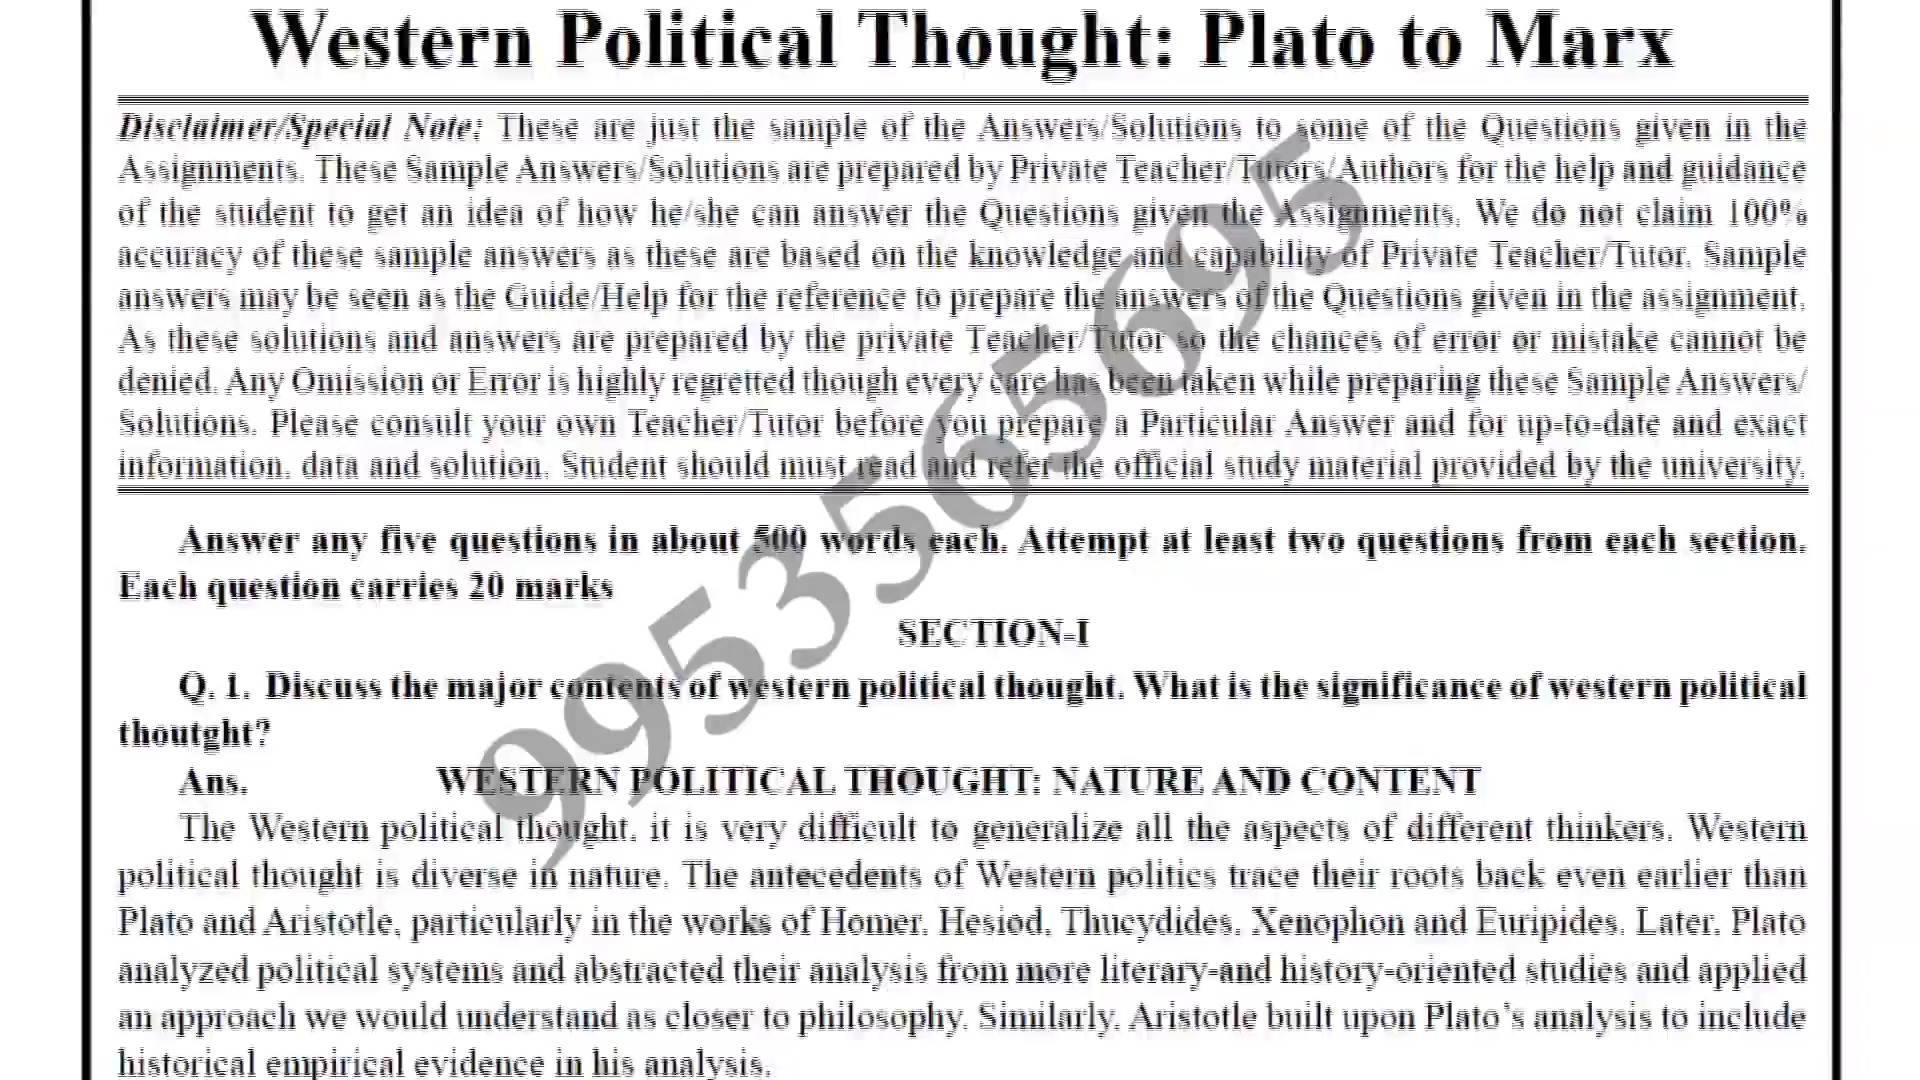 Western Political Thought: Plato to Marx
Disclaimer/Special Note: These are just the sample of the Answers/Solutions to some of the Questions given in the
Assignments. These Sample Answers/Solutions are prepared by Private Teacher/Tutors/Authors for the help and guidance
of the student to get an idea of how he/she can answer the Questions given the Assignments. We do not claim 100%
accuracy of these sample answers as these are based on the knowledge and capability of Private Teacher/Tutor. Sample
answers may be seen as the Guide/Help for the reference to prepare the answers of the Questions given in the assignment.
As these solutions and answers are prepared by the private Teacher/Tutor so the chances of error or mistake cannot be
denied. Any Omission or Error is highly regretted though every care has been taken while preparing these Sample Answers/
Solutions. Please consult your own Teacher/Tutor before you prepare a Particular Answer and for up-to-date and exact
information, data and solution. Student should must read and refer the official study material provided by the university.
Answer any five questions in about 500 words each. Attempt at least two questions from each section.
Each question carries 20 marks
SECTION-I
Q. 1. Discuss the major contents of western political thought. What is the significance of western political
thoutght?
Ans. WESTERN POLITICAL THOUGHT: NATURE AND CONTENT
The Western political thought, it is very difficult to generalize all the aspects of different thinkers. Western
political thought is diverse in nature. The antecedents of Western politics trace their roots back even earlier than
Plato and Aristotle, particularly in the works of Homer, Hesiod, Thucydides, Xenophon and Euripides. Later, Plato
analyzed political systems and abstracted their analysis from more literary-and history-oriented studies and applied
an approach we would understand as closer to philosophy. Similarly, Aristotle built upon Plato's analysis to include
historical empirical evidence in his analysis.
9953565695